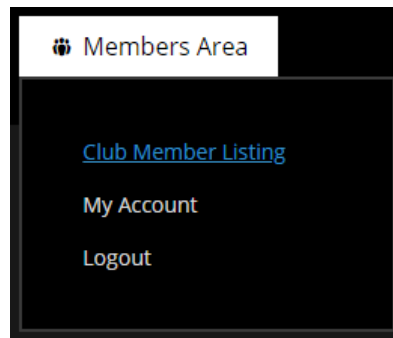 Members Area
Club Member Listing
My Account
Logout